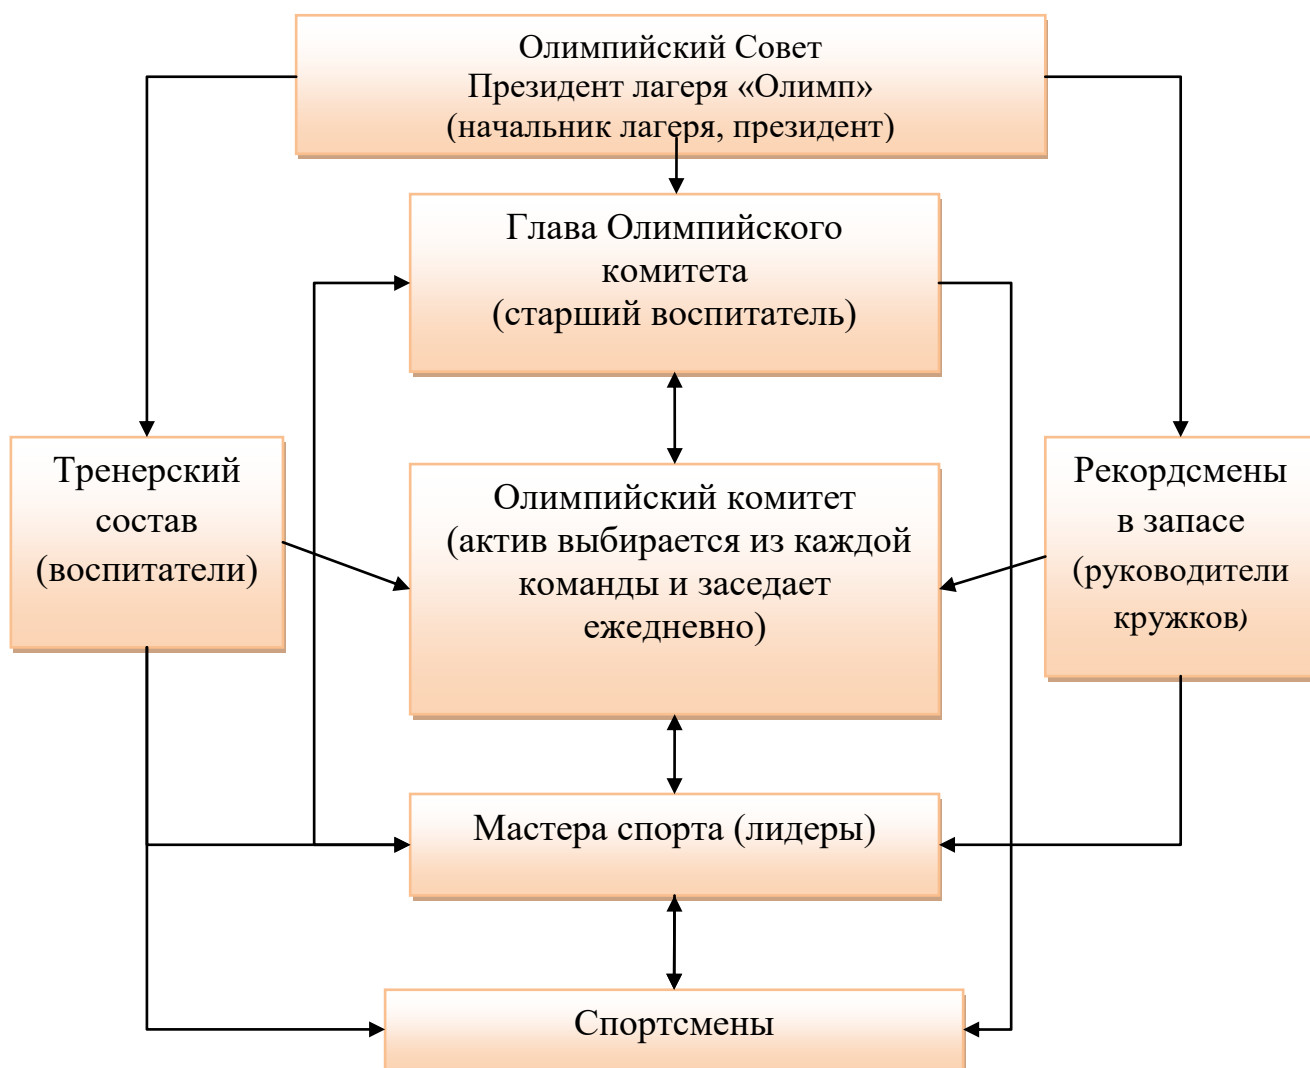 Олимпийский Совет
Президент лагеря «Олимп»
(начальник лагеря, президент)
Глава Олимпийского
комитета
(старший воспитатель)
Тренерский
состав
(воспитатели)
Олимпийский комитет
(актив выбирается из каждой
команды и заседает
ежедневно)
Рекордсмены
в запасе
(руководители
кружков)
Мастера спорта (лидеры)
Спортсмены